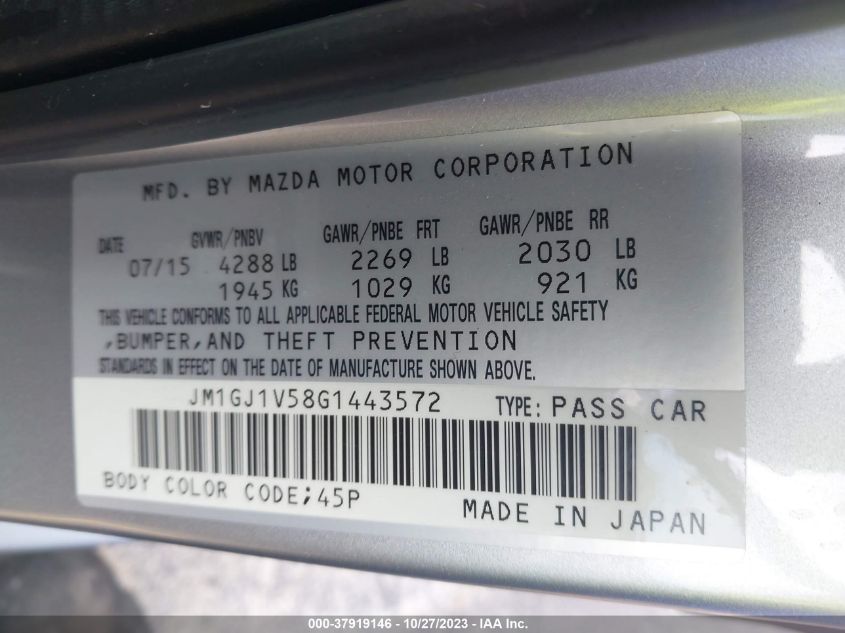 MFD. BY MAZDA MOTOR CORPORATION
DATE GVWR/PNBV GAWR/PNBE FRT GAWR/PNBE RR
07/15 4288 LB 2269 LB 2030 LB
1945 KG 1029 KG 921 KG
THIS VEHICLE CONFORMS TO ALL APPLICABLE FEDERAL MOTOR VEHICLE SAFETY
,BUMPER,AND THEFT PREVENTION
STANDARDS IN EFFECT ON THE DATE OF MANUFACTURE SHOWN ABOVE.
JM1GJ1V58G1443572 TYPE: PASS CAR
BODY COLOR CODE;45P
MADE IN JAPAN
000-37919146 - 10/27/2023 - IAA Inc.